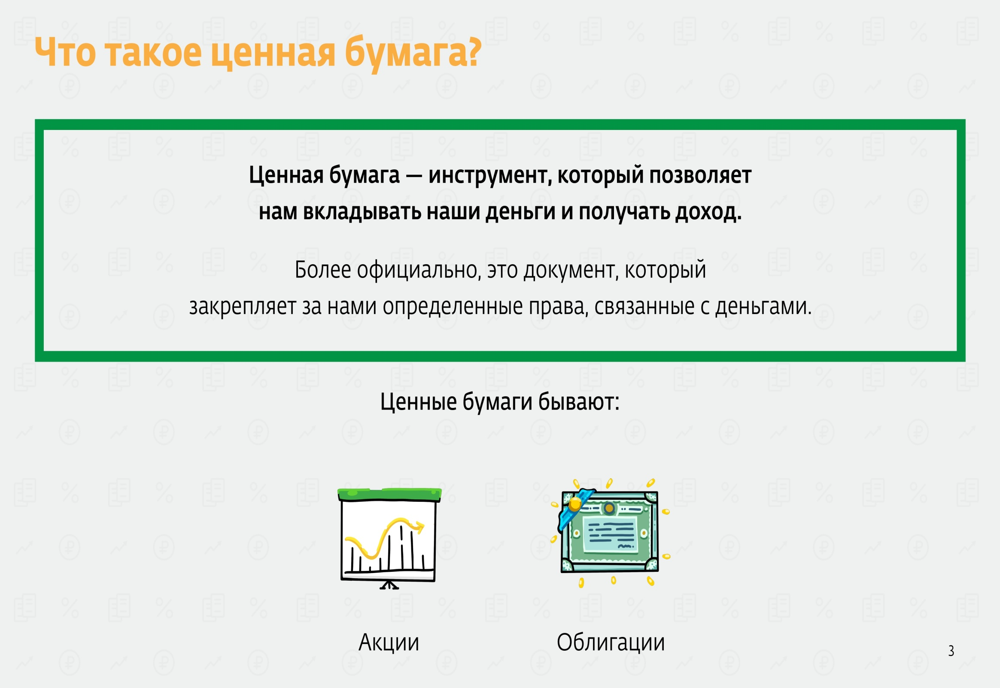 Что такое ценная бумага?
Ценная бумага — инструмент, который позволяет
нам вкладывать наши деньги и получать доход.
Более официально, это документ, который
закрепляет за нами определенные права, связанные с деньгами.
Ценные бумаги бывают:
Акции
Облигации
3